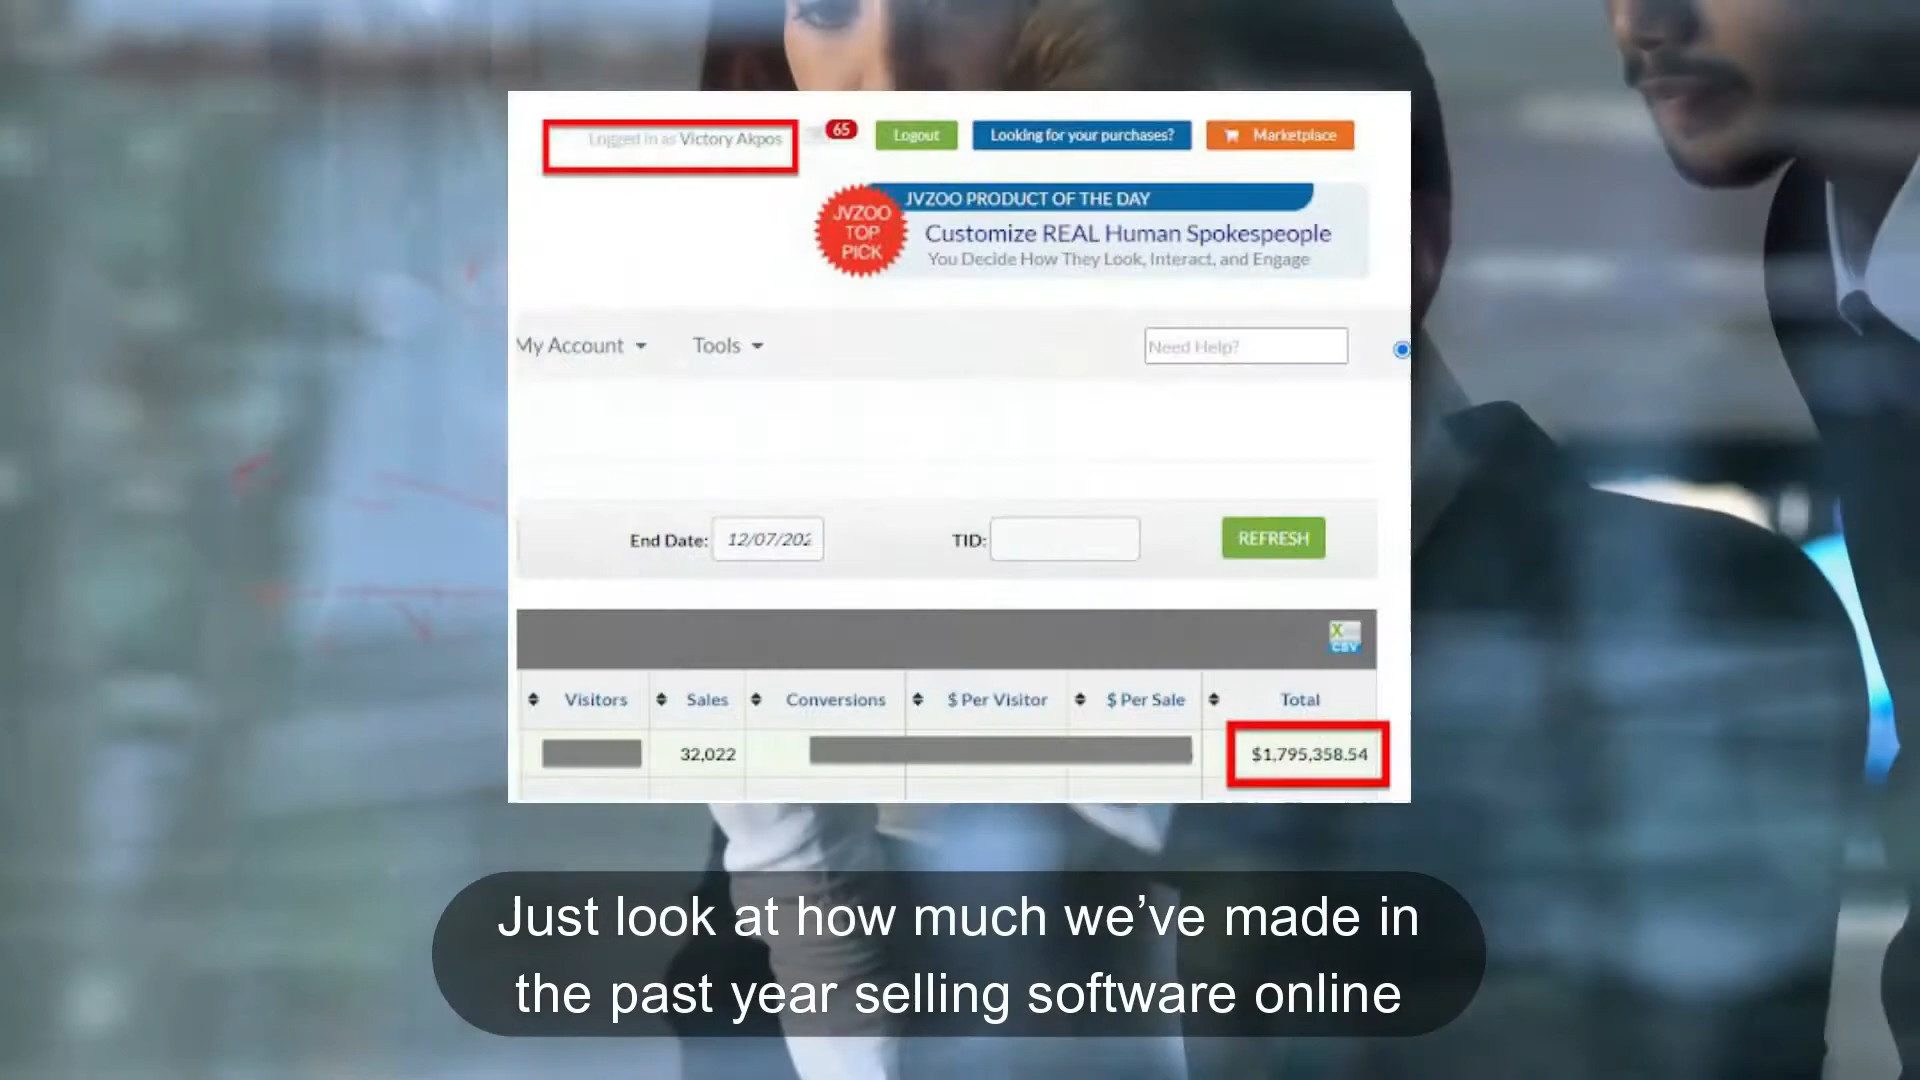 Logged in as Victory Akpos
65
Logout
Looking for your purchases?
Marketplace
JVZOO PRODUCT OF THE DAY
JVZOO
TOP
PICK
Customize REAL Human Spokespeople
You Decide How They Look, Interact, and Engage
My Account
Tools
Need Help?
End Date: 12/07/202
TID:
REFRESH
X
CSV
Visitors Sales Conversions $ Per Visitor $ Per Sale Total
32,022 $1,795,358.54
Just look at how much we’ve made in
the past year selling software online